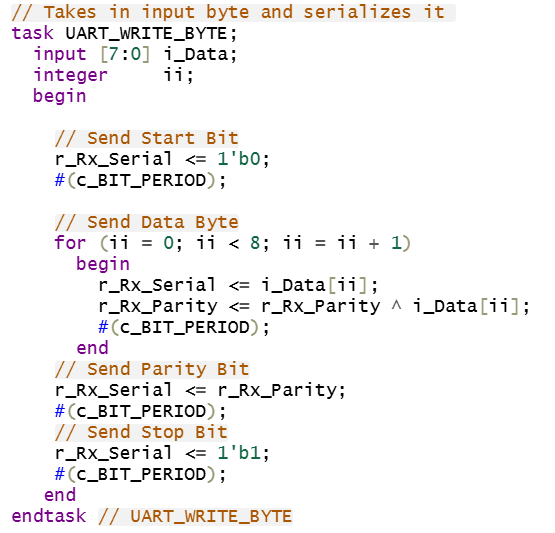 // Takes in input byte and serializes it
task UART_WRITE_BYTE;
  input [7:0] i_Data;
  integer     ii;
  begin

    // Send Start Bit
    r_Rx_Serial <= 1'b0;
    #(c_BIT_PERIOD);

    // Send Data Byte
    for (ii = 0; ii < 8; ii = ii + 1)
      begin
        r_Rx_Serial <= i_Data[ii];
        r_Rx_Parity <= r_Rx_Parity ^ i_Data[ii];
        #(c_BIT_PERIOD);
      end
    // Send Parity Bit
    r_Rx_Serial <= r_Rx_Parity;
    #(c_BIT_PERIOD);
    // Send Stop Bit
    r_Rx_Serial <= 1'b1;
    #(c_BIT_PERIOD);
   end
endtask // UART_WRITE_BYTE